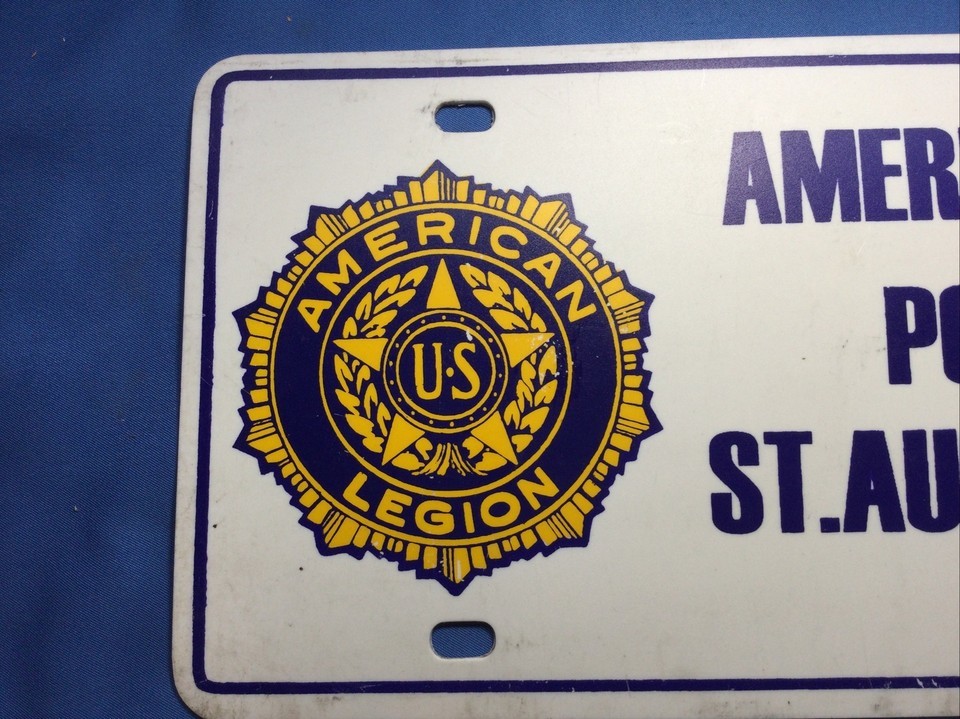 AMERICAN
U·S
LEGION
AMER
PO
ST.AU